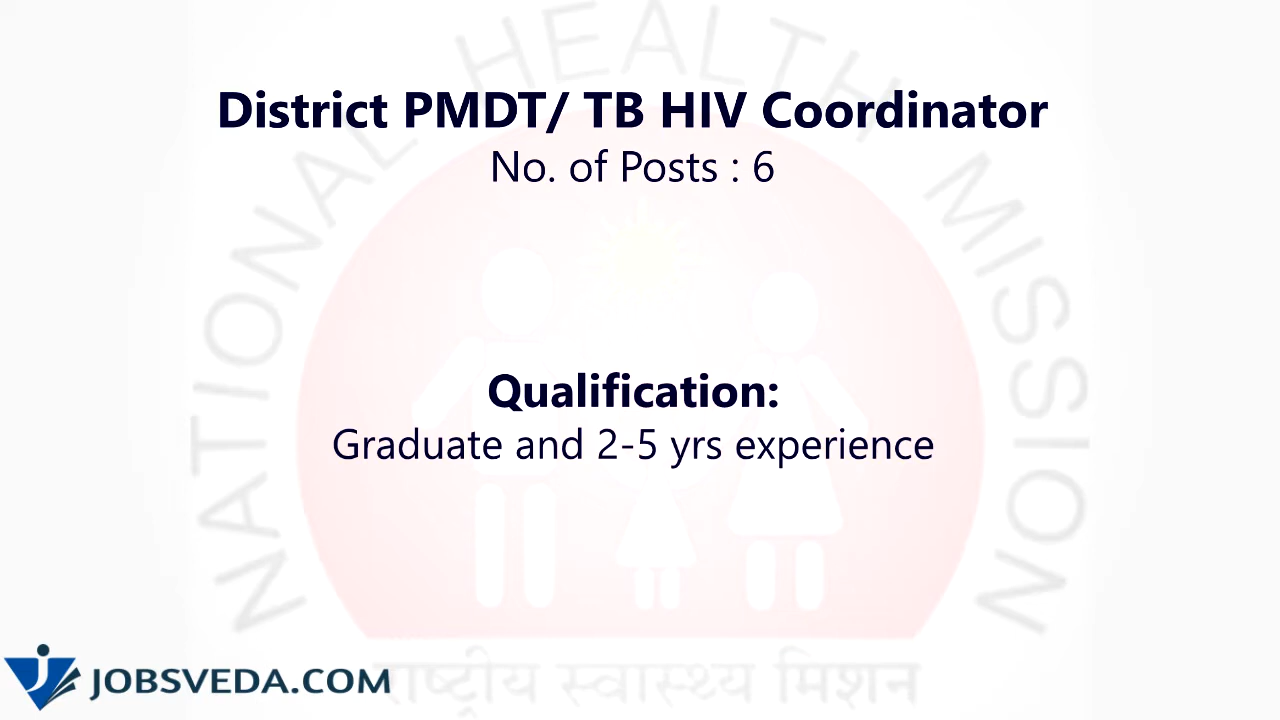 NATIONAL HEALTH MISSION
District PMDT/ TB HIV Coordinator
No. of Posts : 6
Qualification:
Graduate and 2-5 yrs experience
JOBSVEDA.COM
राष्ट्रीय स्वास्थ्य मिशन